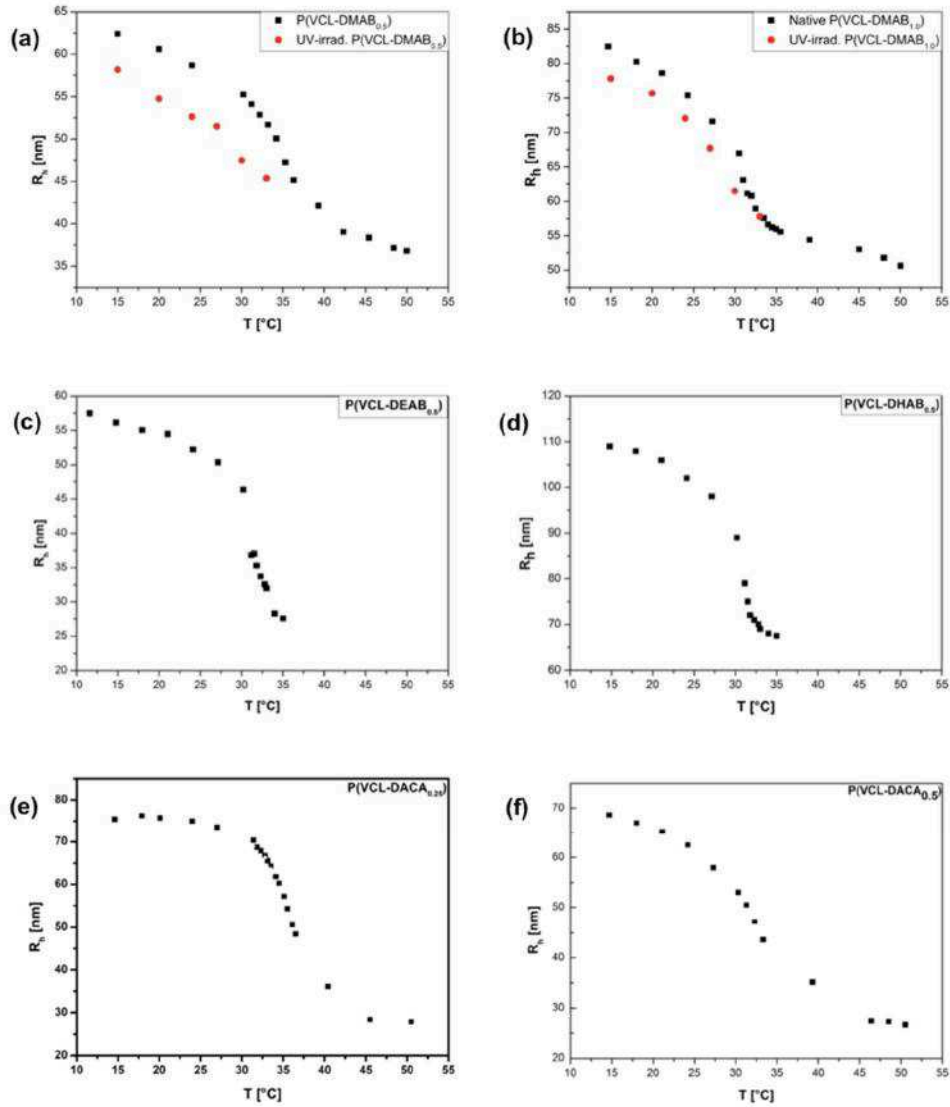 (a)
P(VCL-DMAB0.5)
UV-irrad. P(VCL-DMAB0.5)
65
60
55
50
45
40
35
Rh [nm]
10 15 20 25 30 35 40 45 50 55
T [°C]
(b)
Native P(VCL-DMAB1.0)
UV-irrad. P(VCL-DMAB1.0)
85
80
75
70
65
60
55
50
Rh [nm]
10 15 20 25 30 35 40 45 50 55
T [°C]
(c)
P(VCL-DEAB0.5)
60
55
50
45
40
35
30
25
20
Rh [nm]
10 15 20 25 30 35 40 45 50 55
T [°C]
(d)
P(VCL-DHAB0.5)
120
110
100
90
80
70
60
Rh [nm]
10 15 20 25 30 35 40 45 50 55
T [°C]
(e)
P(VCL-DACA0.25)
80
70
60
50
40
30
20
Rh [nm]
10 15 20 25 30 35 40 45 50 55
T [°C]
(f)
P(VCL-DACA0.5)
70
60
50
40
30
20
Rh [nm]
10 15 20 25 30 35 40 45 50 55
T [°C]